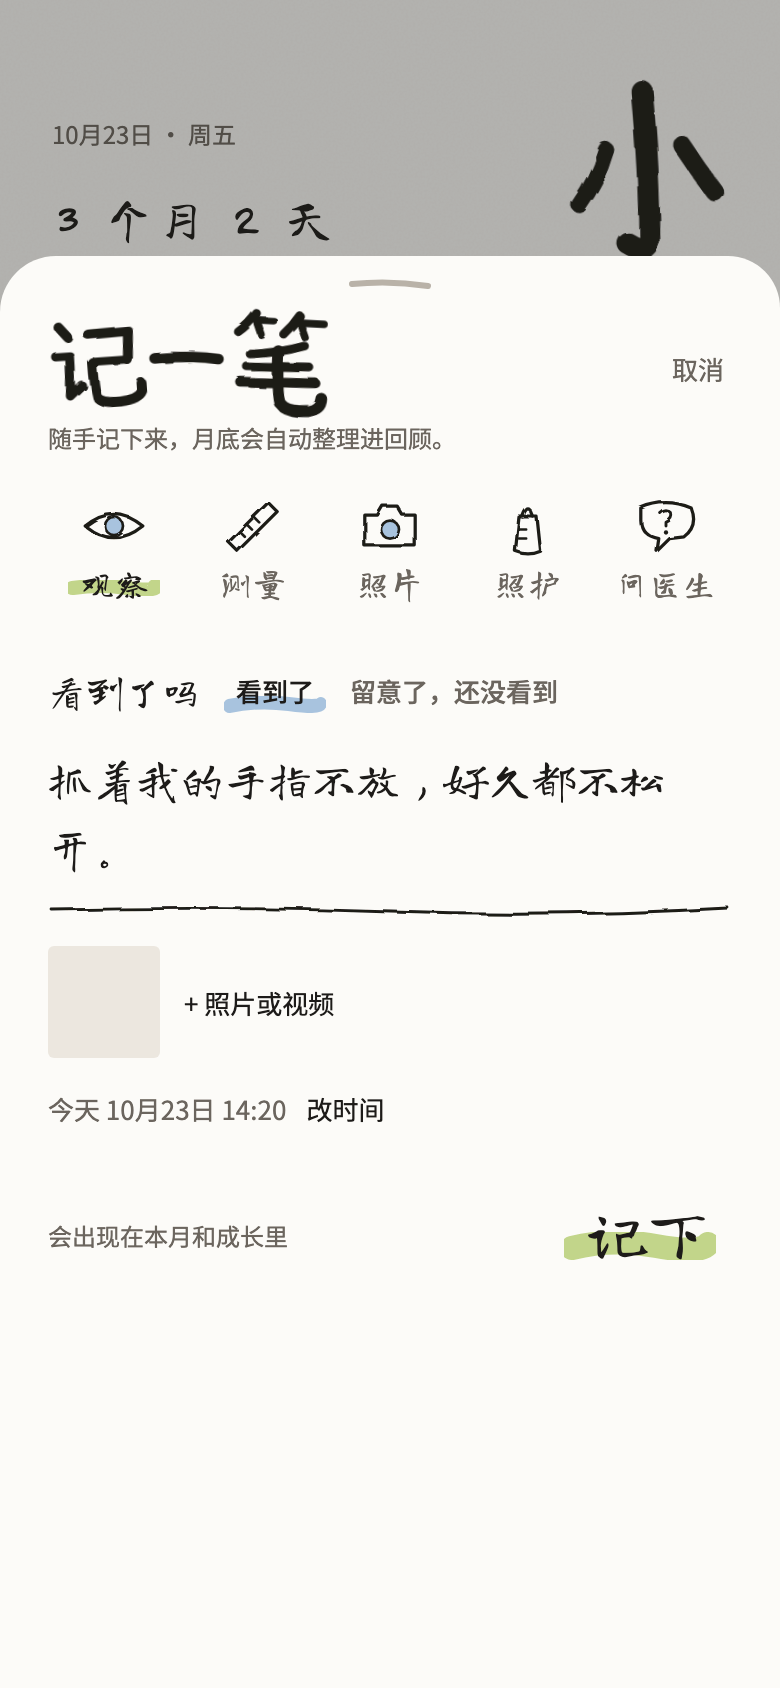 10月23日 · 周五
小
3 个月 2 天
记一笔
取消
随手记下来，月底会自动整理进回顾。
观察 测量 照片 照护 问医生
看到了吗 看到了 留意了，还没看到
抓着我的手指不放，好久都不松
开。
+ 照片或视频
今天 10月23日 14:20 改时间
会出现在本月和成长里
记下